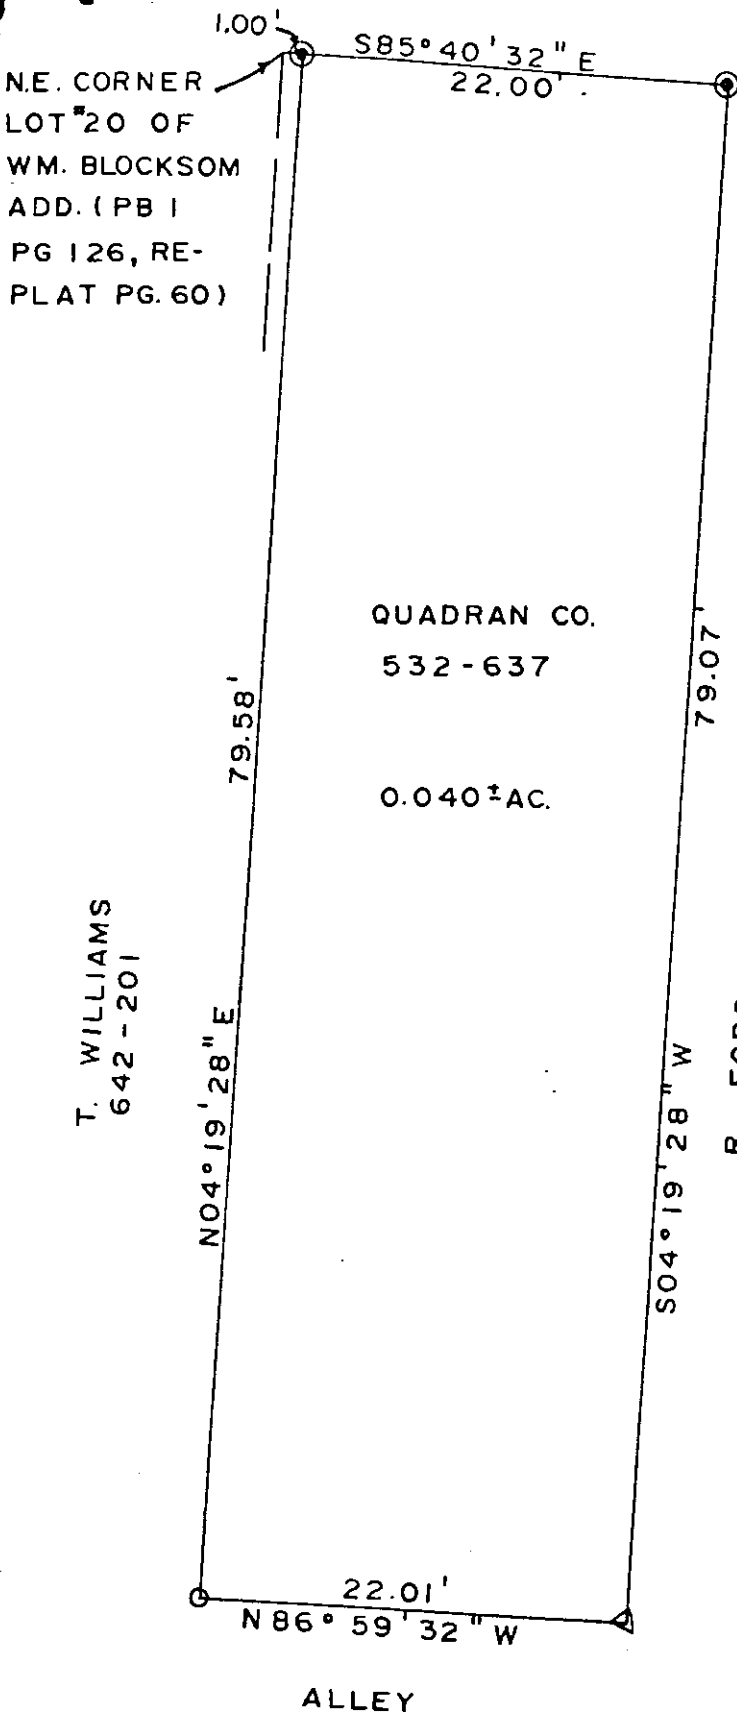 1.00'
S85°40'32"E
22.00'
N.E. CORNER
LOT #20 OF
WM. BLOCKSOM
ADD. (PB 1
PG 126, RE-
PLAT PG. 60)
QUADRAN CO.
532-637
0.040±AC.
79.58'
N04°19'28"E
79.07'
S04°19'28"W
T. WILLIAMS
642-201
22.01'
N86°59'32"W
ALLEY